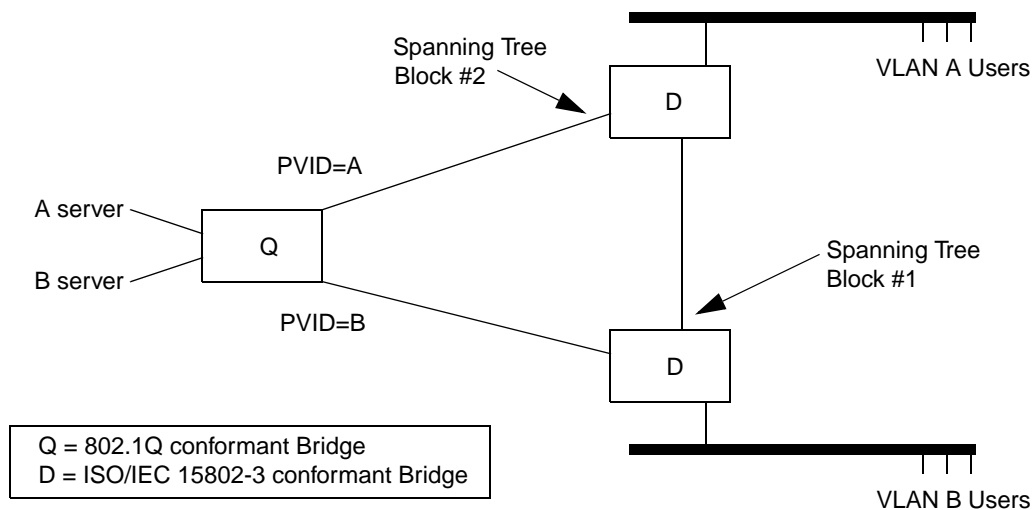 Spanning Tree
Block #2
D
VLAN A Users
PVID=A
A server
Q
B server
Spanning Tree
Block #1
PVID=B
D
Q = 802.1Q conformant Bridge
D = ISO/IEC 15802-3 conformant Bridge
VLAN B Users